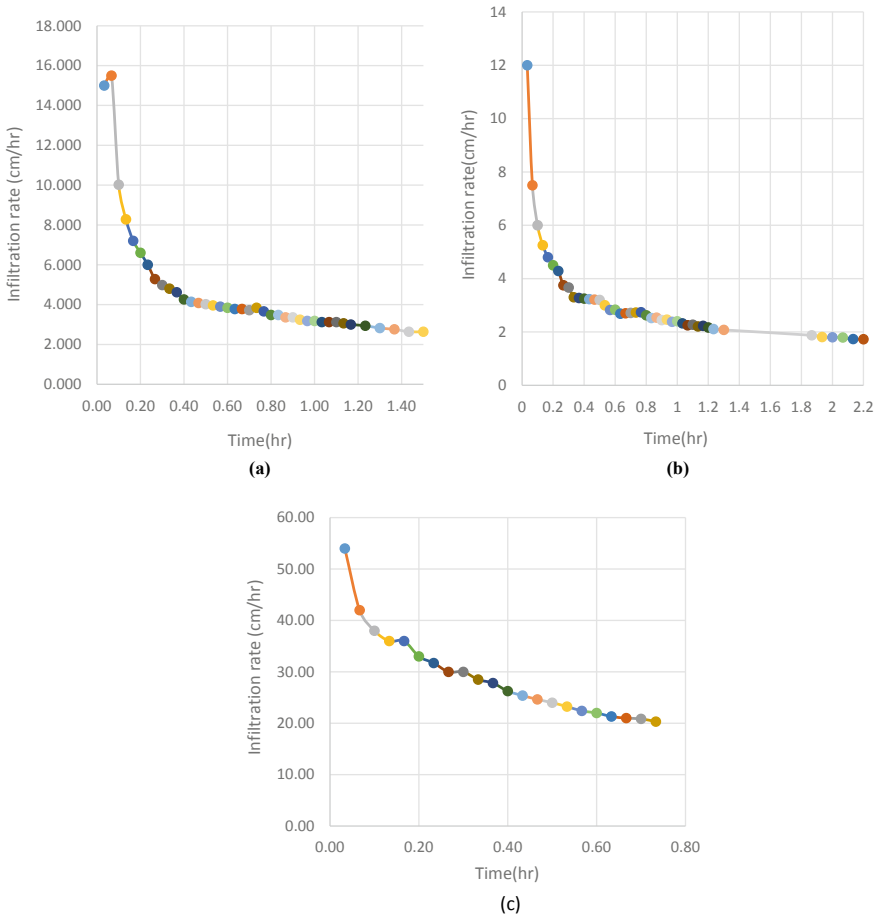 18.000
16.000
14.000
12.000
10.000
8.000
6.000
4.000
2.000
0.000
0.00 0.20 0.40 0.60 0.80 1.00 1.20 1.40
Infiltration rate (cm/hr)
Time(hr)
(a)
14
12
10
8
6
4
2
0
0 0.2 0.4 0.6 0.8 1 1.2 1.4 1.6 1.8 2 2.2
Infiltration rate(cm/hr)
Time(hr)
(b)
60.00
50.00
40.00
30.00
20.00
10.00
0.00
0.00 0.20 0.40 0.60 0.80
Infiltration rate (cm/hr)
Time(hr)
(c)